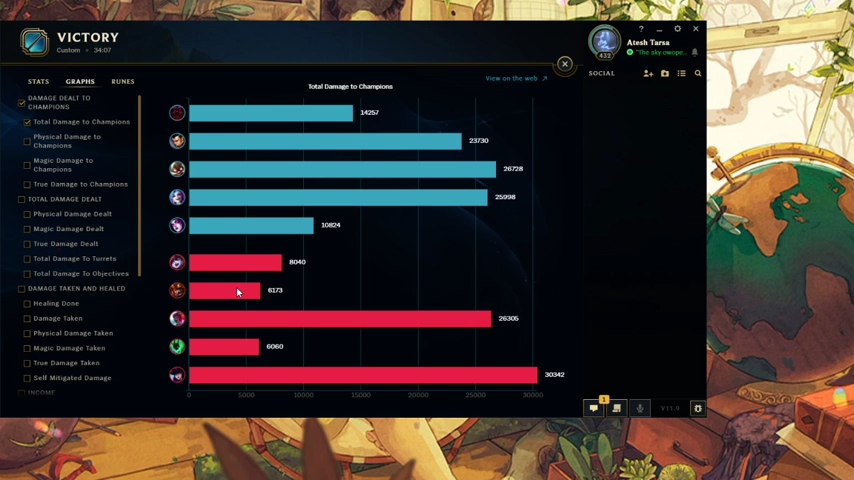 VICTORY
Custom • 34:07
?
432
Atesh Tarsa
"The sky owope...
SOCIAL
STATS GRAPHS RUNES
View on the web
Total Damage to Champions
DAMAGE DEALT TO
CHAMPIONS
Total Damage to Champions
Physical Damage to
Champions
Magic Damage to
Champions
True Damage to Champions
TOTAL DAMAGE DEALT
Physical Damage Dealt
Magic Damage Dealt
True Damage Dealt
Total Damage To Turrets
Total Damage To Objectives
DAMAGE TAKEN AND HEALED
Healing Done
Damage Taken
Physical Damage Taken
Magic Damage Taken
True Damage Taken
Self Mitigated Damage
INCOME
14257
23730
26728
25998
10824
8040
6173
26305
6060
30342
0 5000 10000 15000 20000 25000 30000
1
V11.8